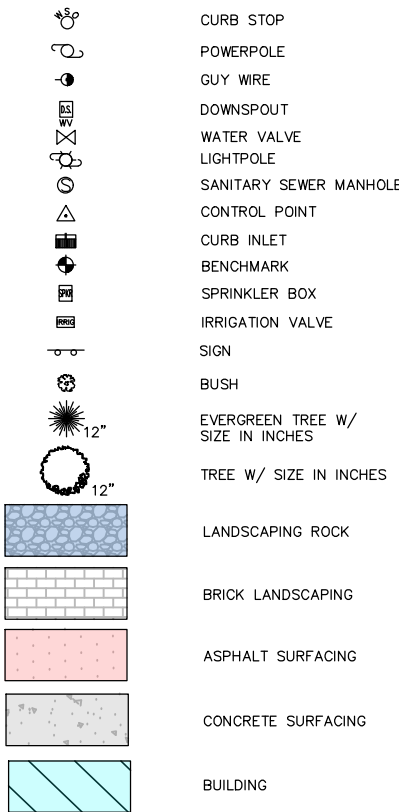 WSO CURB STOP
POWERPOLE
GUY WIRE
D.S. DOWNSPOUT
WV
WATER VALVE
LIGHTPOLE
S SANITARY SEWER MANHOLE
CONTROL POINT
CURB INLET
BENCHMARK
SPKR SPRINKLER BOX
IRRIG IRRIGATION VALVE
SIGN
BUSH
12" EVERGREEN TREE W/
SIZE IN INCHES
12" TREE W/ SIZE IN INCHES
LANDSCAPING ROCK
BRICK LANDSCAPING
ASPHALT SURFACING
CONCRETE SURFACING
BUILDING